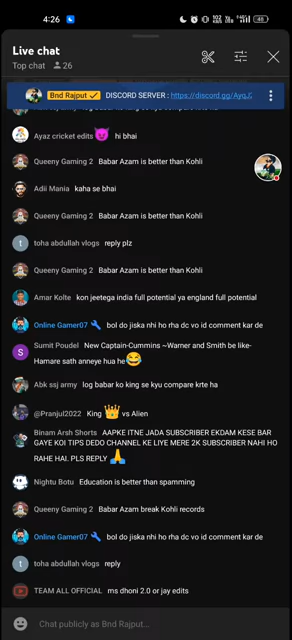 4:26
102
48
Live chat
Top chat 26
Bnd Rajput DISCORD SERVER : https://discord.gg/
Ayaz cricket edits😈 hi bhai
Queeny Gaming 2 Babar Azam is better than Kohli
Adii Mania kaha se bhai
Queeny Gaming 2 Babar Azam is better than Kohli
t toha abdullah vlogs reply plz
Queeny Gaming 2 Babar Azam is better than Kohli
Amar Kolte kon jeetega india full potential ya england full potential
Online Gamer07 bol do jiska nhi ho rha dc vo id comment kar de
S Sumit Poudel New Captain-Cummins ~Warner and Smith be like-
Hamare sath anneye hua he😂
Abk ssj army log babar ko king se kyu compare krte ha
@Pranjul2022 King 👑 vs Alien
Binam Arsh Shorts AAPKE ITNE JADA SUBSCRIBER EKDAM KESE BAR
GAYE KOI TIPS DEDO CHANNEL KE LIYE MERE 2K SUBSCRIBER NAHI HO
RAHE HAI. PLS REPLY 🙏
Nightu Botu Education is better than spamming
Queeny Gaming 2 Babar Azam break Kohli records
Online Gamer07 bol do jiska nhi ho rha dc vo id comment kar de
t toha abdullah vlogs reply
TEAM ALL OFFICIAL ms dhoni 2.0 or jay edits
Chat publicly as Bnd Rajput...